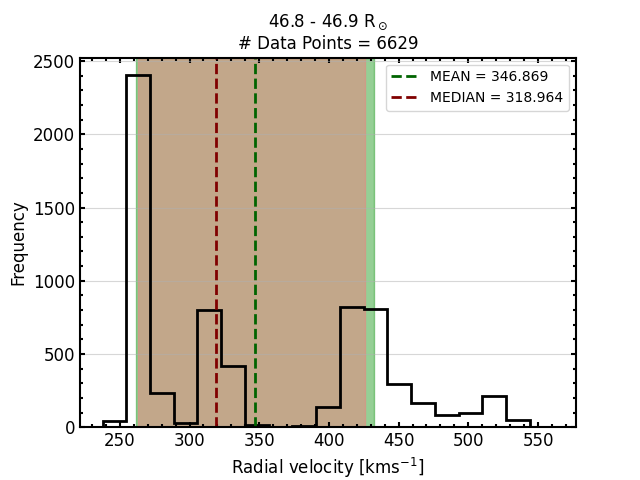 46.8 - 46.9 R⊙
# Data Points = 6629
MEAN = 346.869
MEDIAN = 318.964
Frequency
2500
2000
1500
1000
500
0
250 300 350 400 450 500 550
Radial velocity [kms⁻¹]